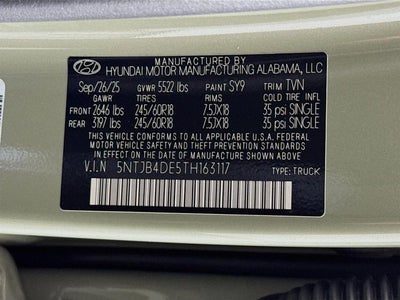 MANUFACTURED BY
HYUNDAI MOTOR MANUFACTURING ALABAMA, LLC
Sep/26/25 GVWR 5522 lbs PAINT SY9 TRIM TVN
GAWR TIRES RIMS COLD TIRE INFL
FRONT 2646 lbs 245/60R18 7.5JX18 35 psi SINGLE
REAR 3197 lbs 245/60R18 7.5JX18 35 psi SINGLE
THIS VEHICLE CONFORMS TO ALL APPLICABLE U.S.A FEDERAL
MOTOR VEHICLE SAFETY AND THEFT PREVENTION STANDARDS
IN EFFECT ON THE DATE OF MANUFACTURE SHOWN ABOVE.
V.I.N 5NTJB4DE5TH163117 TYPE: TRUCK